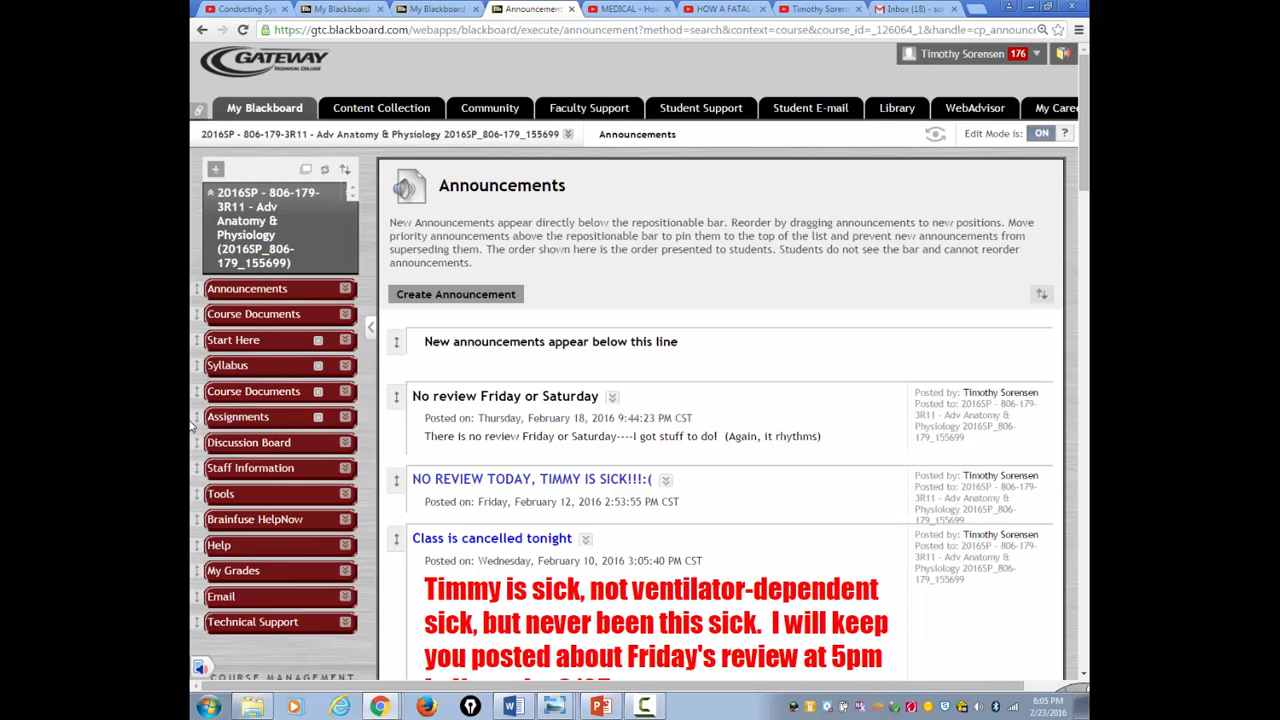 Conducting Sys
My Blackboard
My Blackboard
Announcement
MEDICAL - How
HOW A FATAL
Timothy Soren
Inbox (18) - so
https://gtc.blackboard.com/webapps/blackboard/execute/announcement?method=search&context=course&course_id=_126064_1&handle=cp_announce
GATEWAY
TECHNICAL COLLEGE
Timothy Sorensen 176
My Blackboard
Content Collection
Community
Faculty Support
Student Support
Student E-mail
Library
WebAdvisor
My Caree
2016SP - 806-179-3R11 - Adv Anatomy & Physiology 2016SP_806-179_155699
Announcements
Edit Mode is: ON ?
2016SP - 806-179-
3R11 - Adv
Anatomy &
Physiology
(2016SP_806-
179_155699)
Announcements
Course Documents
Start Here
Syllabus
Course Documents
Assignments
Discussion Board
Staff Information
Tools
Brainfuse HelpNow
Help
My Grades
Email
Technical Support
COURSE MANAGEMENT
Announcements
New Announcements appear directly below the repositionable bar. Reorder by dragging announcements to new positions. Move
priority announcements above the repositionable bar to pin them to the top of the list and prevent new announcements from
superseding them. The order shown here is the order presented to students. Students do not see the bar and cannot reorder
announcements.
Create Announcement
New announcements appear below this line
No review Friday or Saturday
Posted on: Thursday, February 18, 2016 9:44:23 PM CST
There is no review Friday or Saturday----I got stuff to do! (Again, it rhythms)
Posted by: Timothy Sorensen
Posted to: 2016SP - 806-179-
3R11 - Adv Anatomy &
Physiology 2016SP_806-
179_155699
NO REVIEW TODAY, TIMMY IS SICK!!!:(
Posted on: Friday, February 12, 2016 2:53:55 PM CST
Posted by: Timothy Sorensen
Posted to: 2016SP - 806-179-
3R11 - Adv Anatomy &
Physiology 2016SP_806-
179_155699
Class is cancelled tonight
Posted on: Wednesday, February 10, 2016 3:05:40 PM CST
Timmy is sick, not ventilator-dependent
sick, but never been this sick. I will keep
you posted about Friday's review at 5pm
Posted by: Timothy Sorensen
Posted to: 2016SP - 806-179-
3R11 - Adv Anatomy &
Physiology 2016SP_806-
179_155699
6:05 PM
2/23/2016